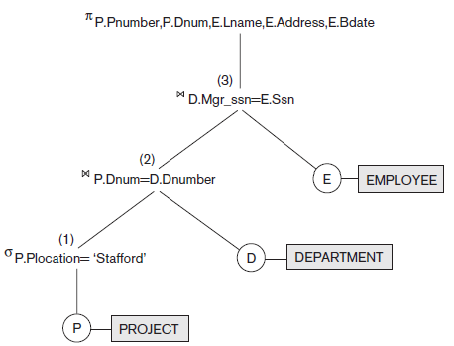 π P.Pnumber,P.Dnum,E.Lname,E.Address,E.Bdate
(3)
⋈ D.Mgr_ssn=E.Ssn
(2)
⋈ P.Dnum=D.Dnumber
E EMPLOYEE
(1)
σ P.Plocation= ‘Stafford’
D DEPARTMENT
P PROJECT